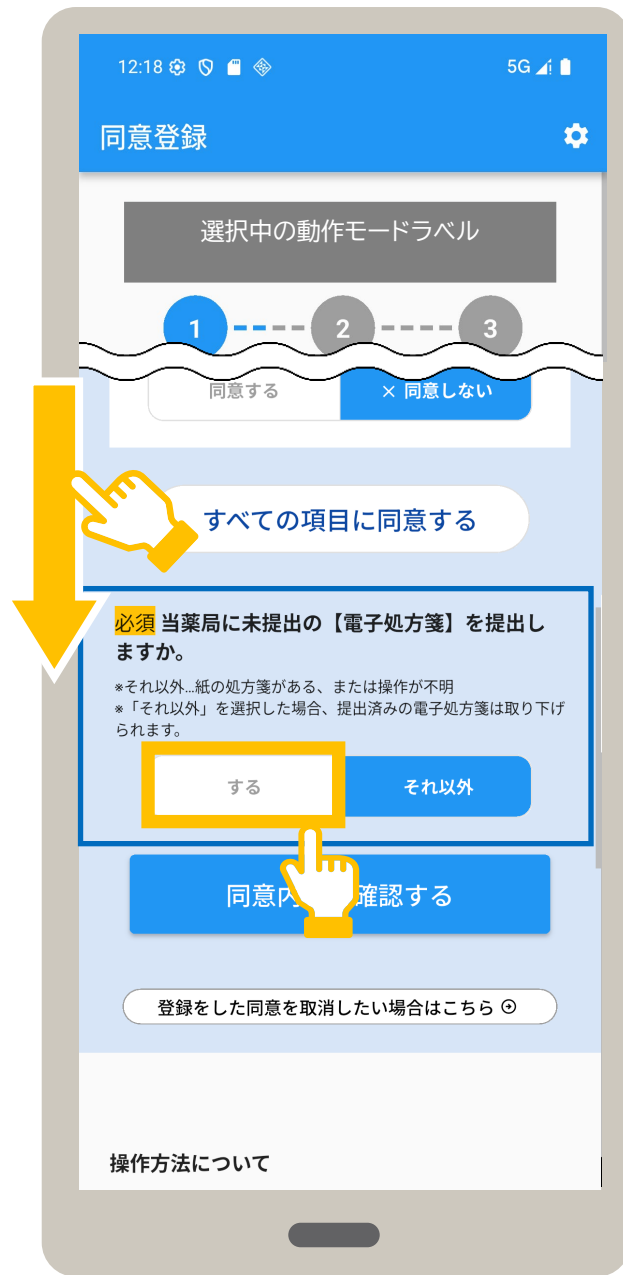 12:18 5G
同意登録
選択中の動作モードラベル
1 2 3
同意する × 同意しない
すべての項目に同意する
必須 当薬局に未提出の【電子処方箋】を提出し
ますか。
※それ以外…紙の処方箋がある、または操作が不明
※「それ以外」を選択した場合、提出済みの電子処方箋は取り下げ
られます。
する それ以外
同意内 確認する
登録をした同意を取消したい場合はこちら
操作方法について